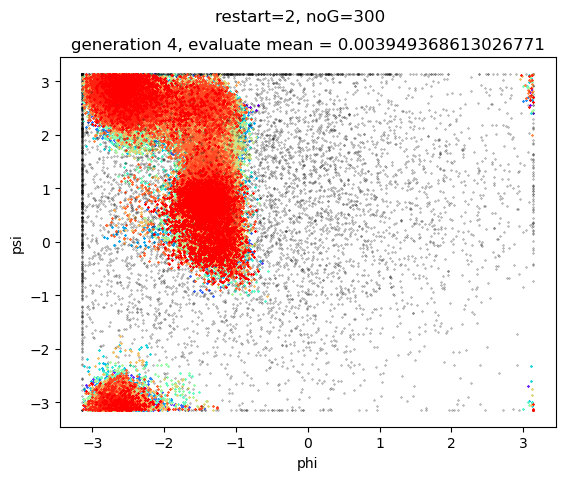 restart=2, noG=300
generation 4, evaluate mean = 0.003949368613026771
3
2
1
0
−1
−2
−3
psi
−3 −2 −1 0 1 2 3
phi